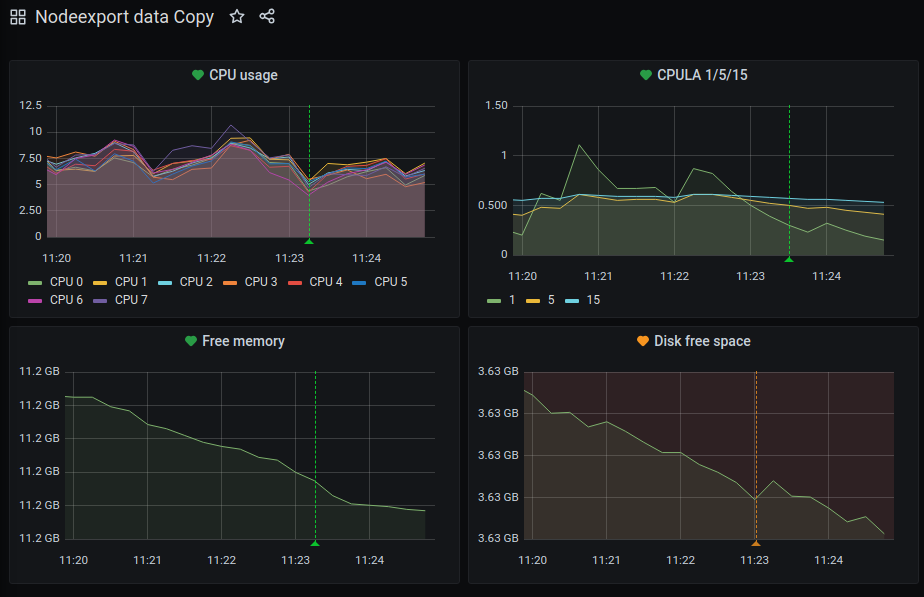 Nodeexport data Copy
CPU usage
12.5
10
7.50
5
2.50
0
11:20 11:21 11:22 11:23 11:24
CPU 0 CPU 1 CPU 2 CPU 3 CPU 4 CPU 5
CPU 6 CPU 7
CPULA 1/5/15
1.50
1
0.500
0
11:20 11:21 11:22 11:23 11:24
1 5 15
Free memory
11.2 GB
11.2 GB
11.2 GB
11.2 GB
11.2 GB
11.2 GB
11:20 11:21 11:22 11:23 11:24
Disk free space
3.63 GB
3.63 GB
3.63 GB
3.63 GB
3.63 GB
11:20 11:21 11:22 11:23 11:24